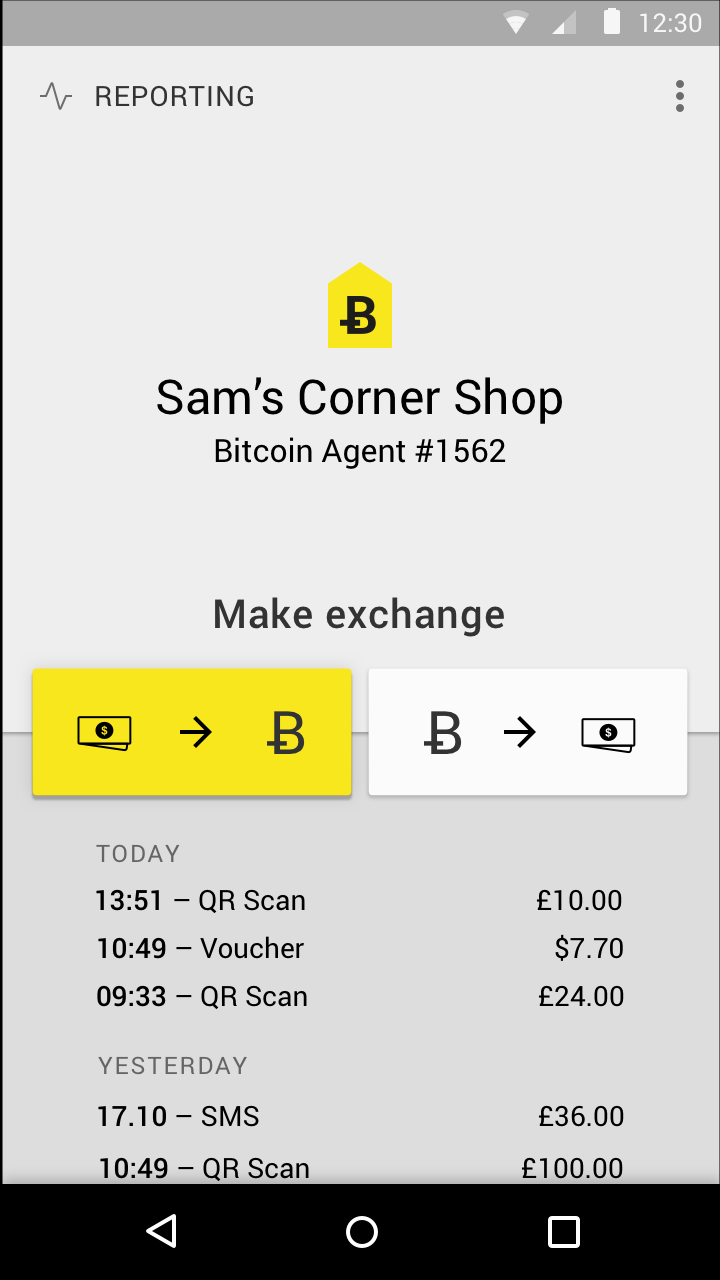 12:30
REPORTING
Sam’s Corner Shop
Bitcoin Agent #1562
Make exchange
TODAY
13:51 – QR Scan £10.00
10:49 – Voucher $7.70
09:33 – QR Scan £24.00
YESTERDAY
17.10 – SMS £36.00
10:49 – QR Scan £100.00